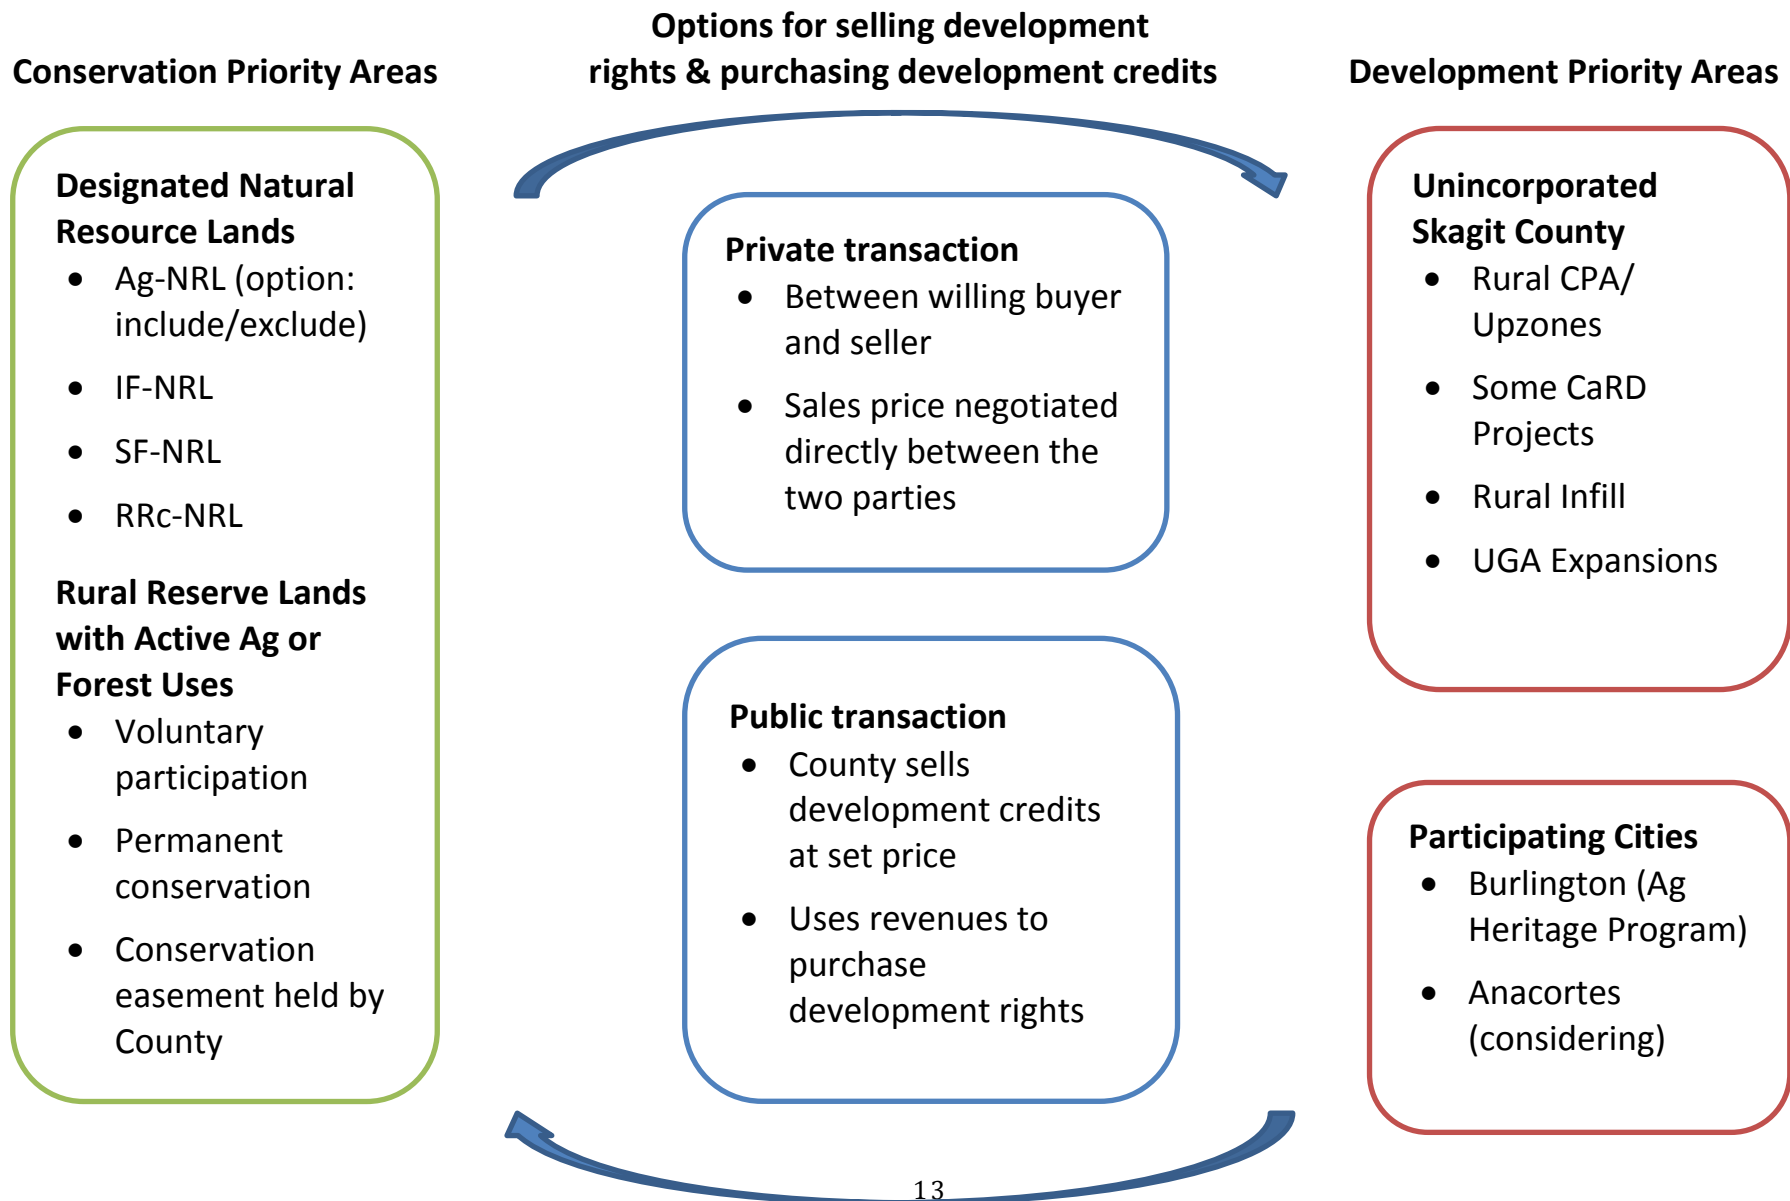 Conservation Priority Areas
Options for selling development
rights & purchasing development credits
Development Priority Areas
Designated Natural
Resource Lands
• Ag-NRL (option:
include/exclude)
• IF-NRL
• SF-NRL
• RRc-NRL
Rural Reserve Lands
with Active Ag or
Forest Uses
• Voluntary
participation
• Permanent
conservation
• Conservation
easement held by
County
Private transaction
• Between willing buyer
and seller
• Sales price negotiated
directly between the
two parties
Public transaction
• County sells
development credits
at set price
• Uses revenues to
purchase
development rights
Unincorporated
Skagit County
• Rural CPA/
Upzones
• Some CaRD
Projects
• Rural Infill
• UGA Expansions
Participating Cities
• Burlington (Ag
Heritage Program)
• Anacortes
(considering)
13